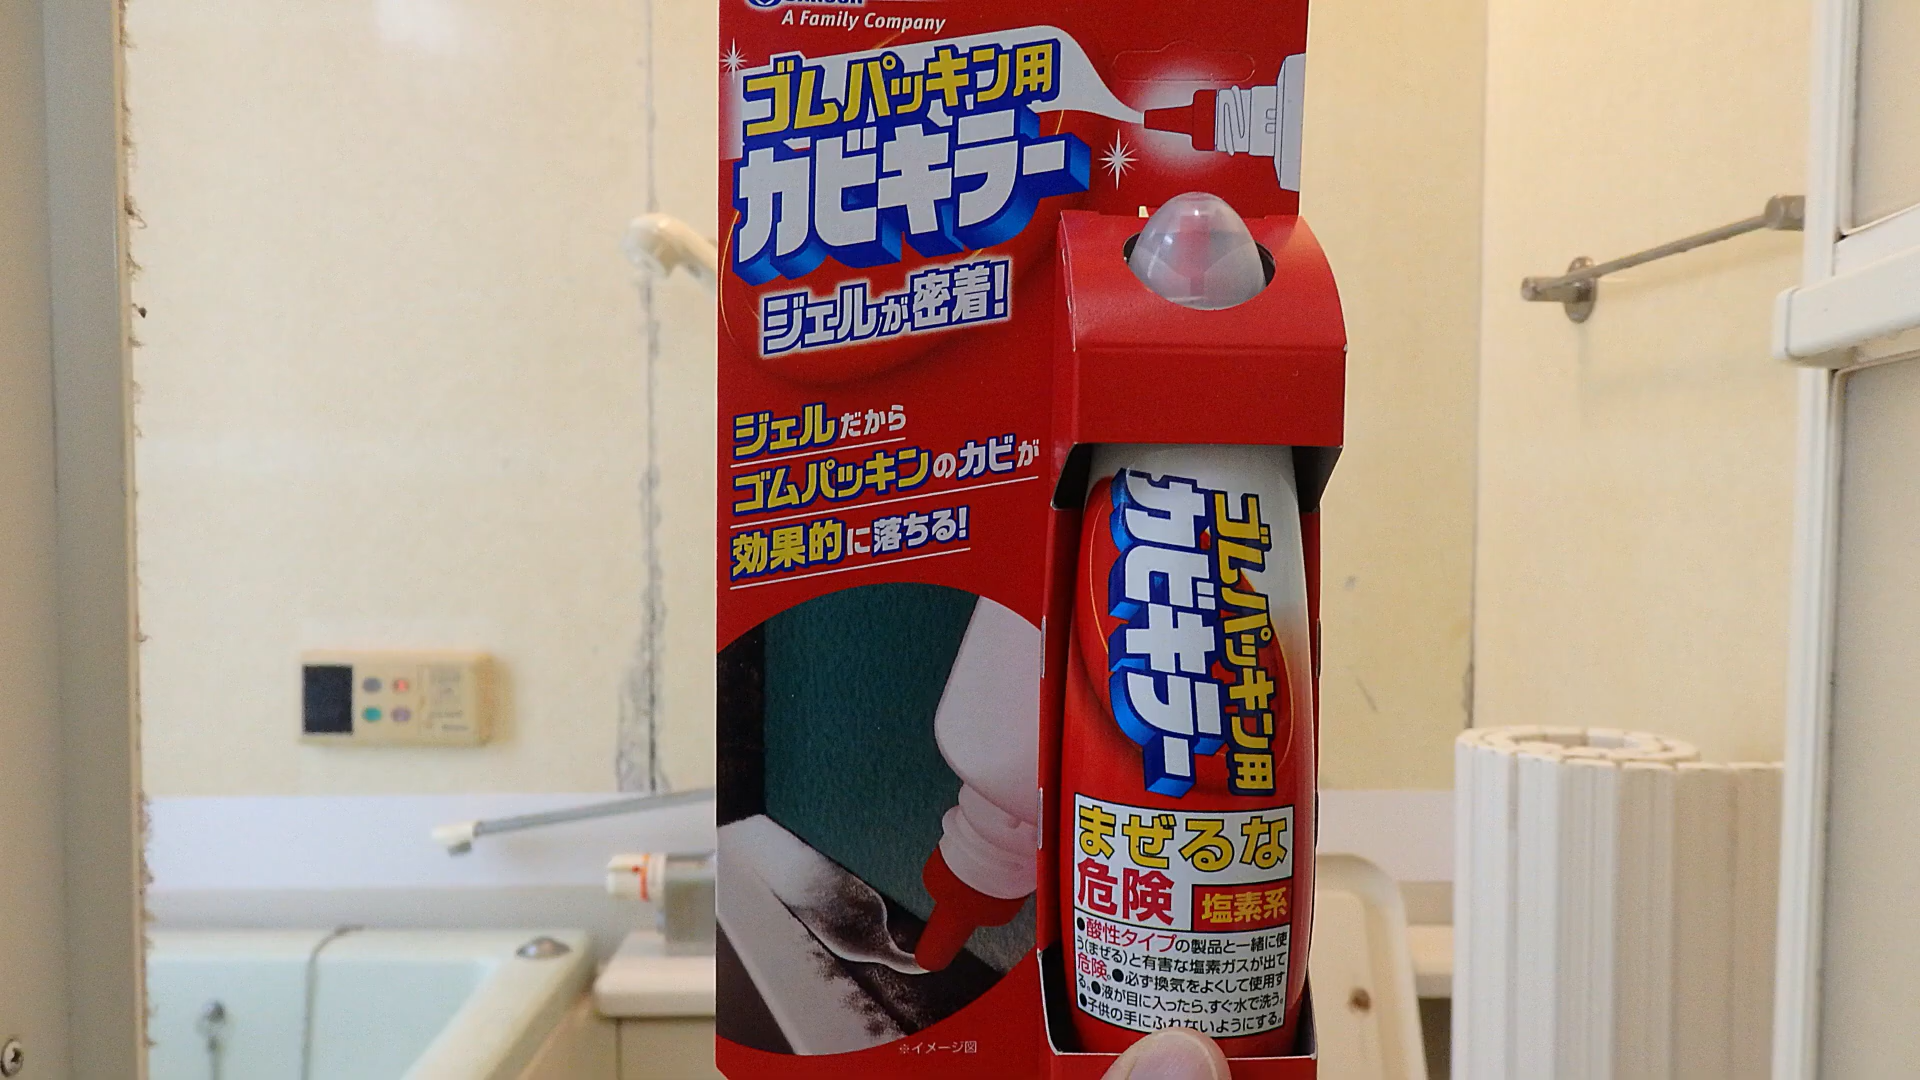 A Family Company
ゴムパッキン用
カビキラー
ジェルが密着!
ジェルだから
ゴムパッキンのカビが
効果的に落ちる!
※イメージ図
ゴムパッキン用
カビキラー
まぜるな
危険 塩素系
●酸性タイプの製品と一緒に使
う(まぜる)と有害な塩素ガスが出て
危険。●必ず換気をよくして使用す
る。●液が目に入ったら、すぐ水で洗う。
●子供の手にふれないようにする。